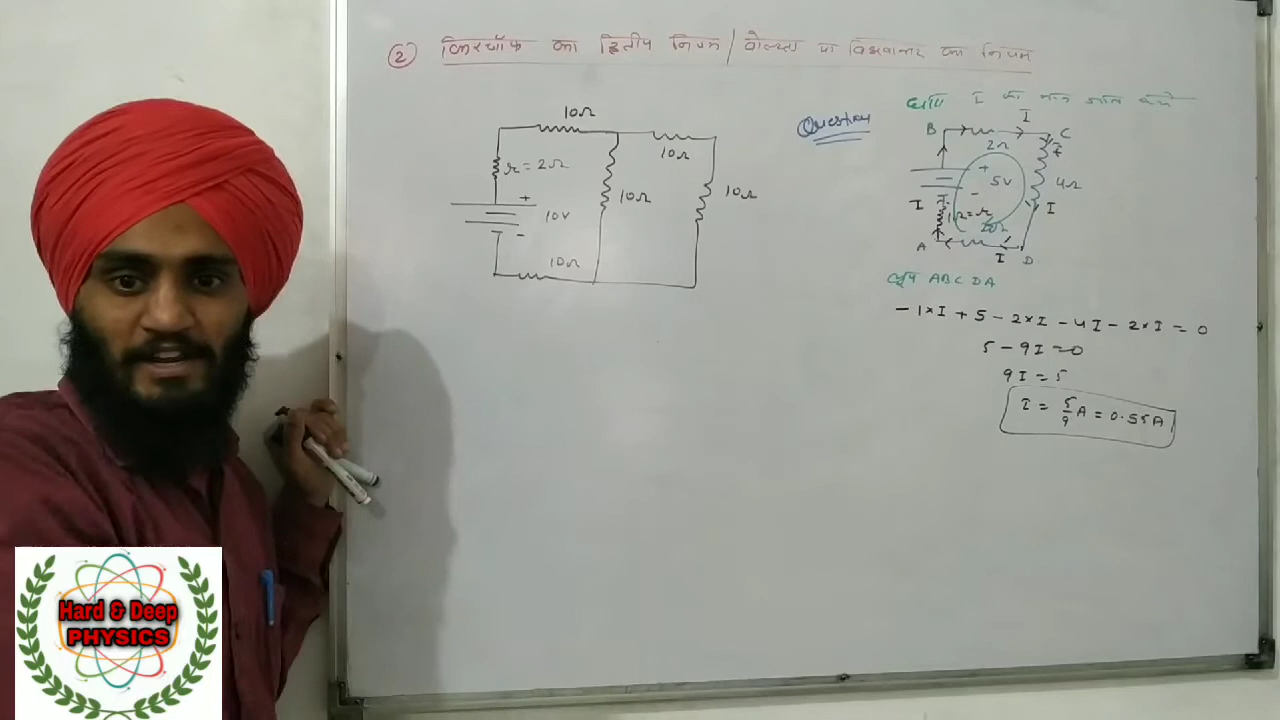 ② किरचॉफ का द्वितीय नियम / वोल्टता या विभवान्तर का नियम
10Ω
r = 2Ω
10Ω
10Ω
10Ω
+
10V
-
10Ω
Question
धारा I का मान ज्ञात करो
I
B
C
2Ω
I
+
5V
-
4Ω
I
1Ω = r
I
A
I
D
लूप ABCDA
- 1×I + 5 - 2×I - 4I - 2×I = 0
5 - 9I = 0
9I = 5
I = 5/9 A = 0.55A
Hard & Deep
PHYSICS